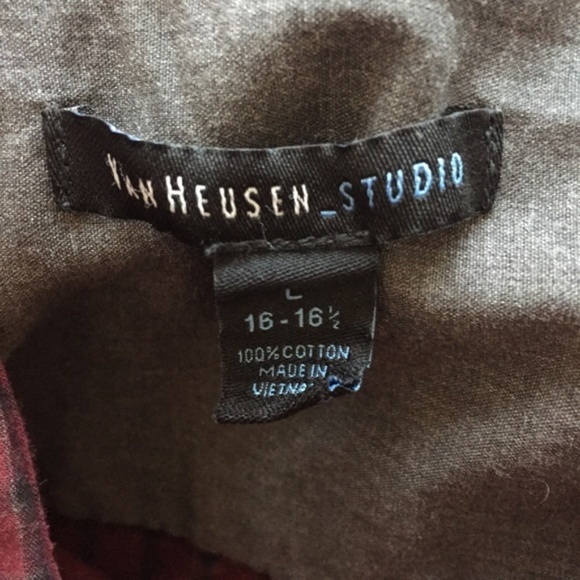 VAN HEUSEN_STUDIO
L
16-16½
100% COTTON
MADE IN
VIETNA